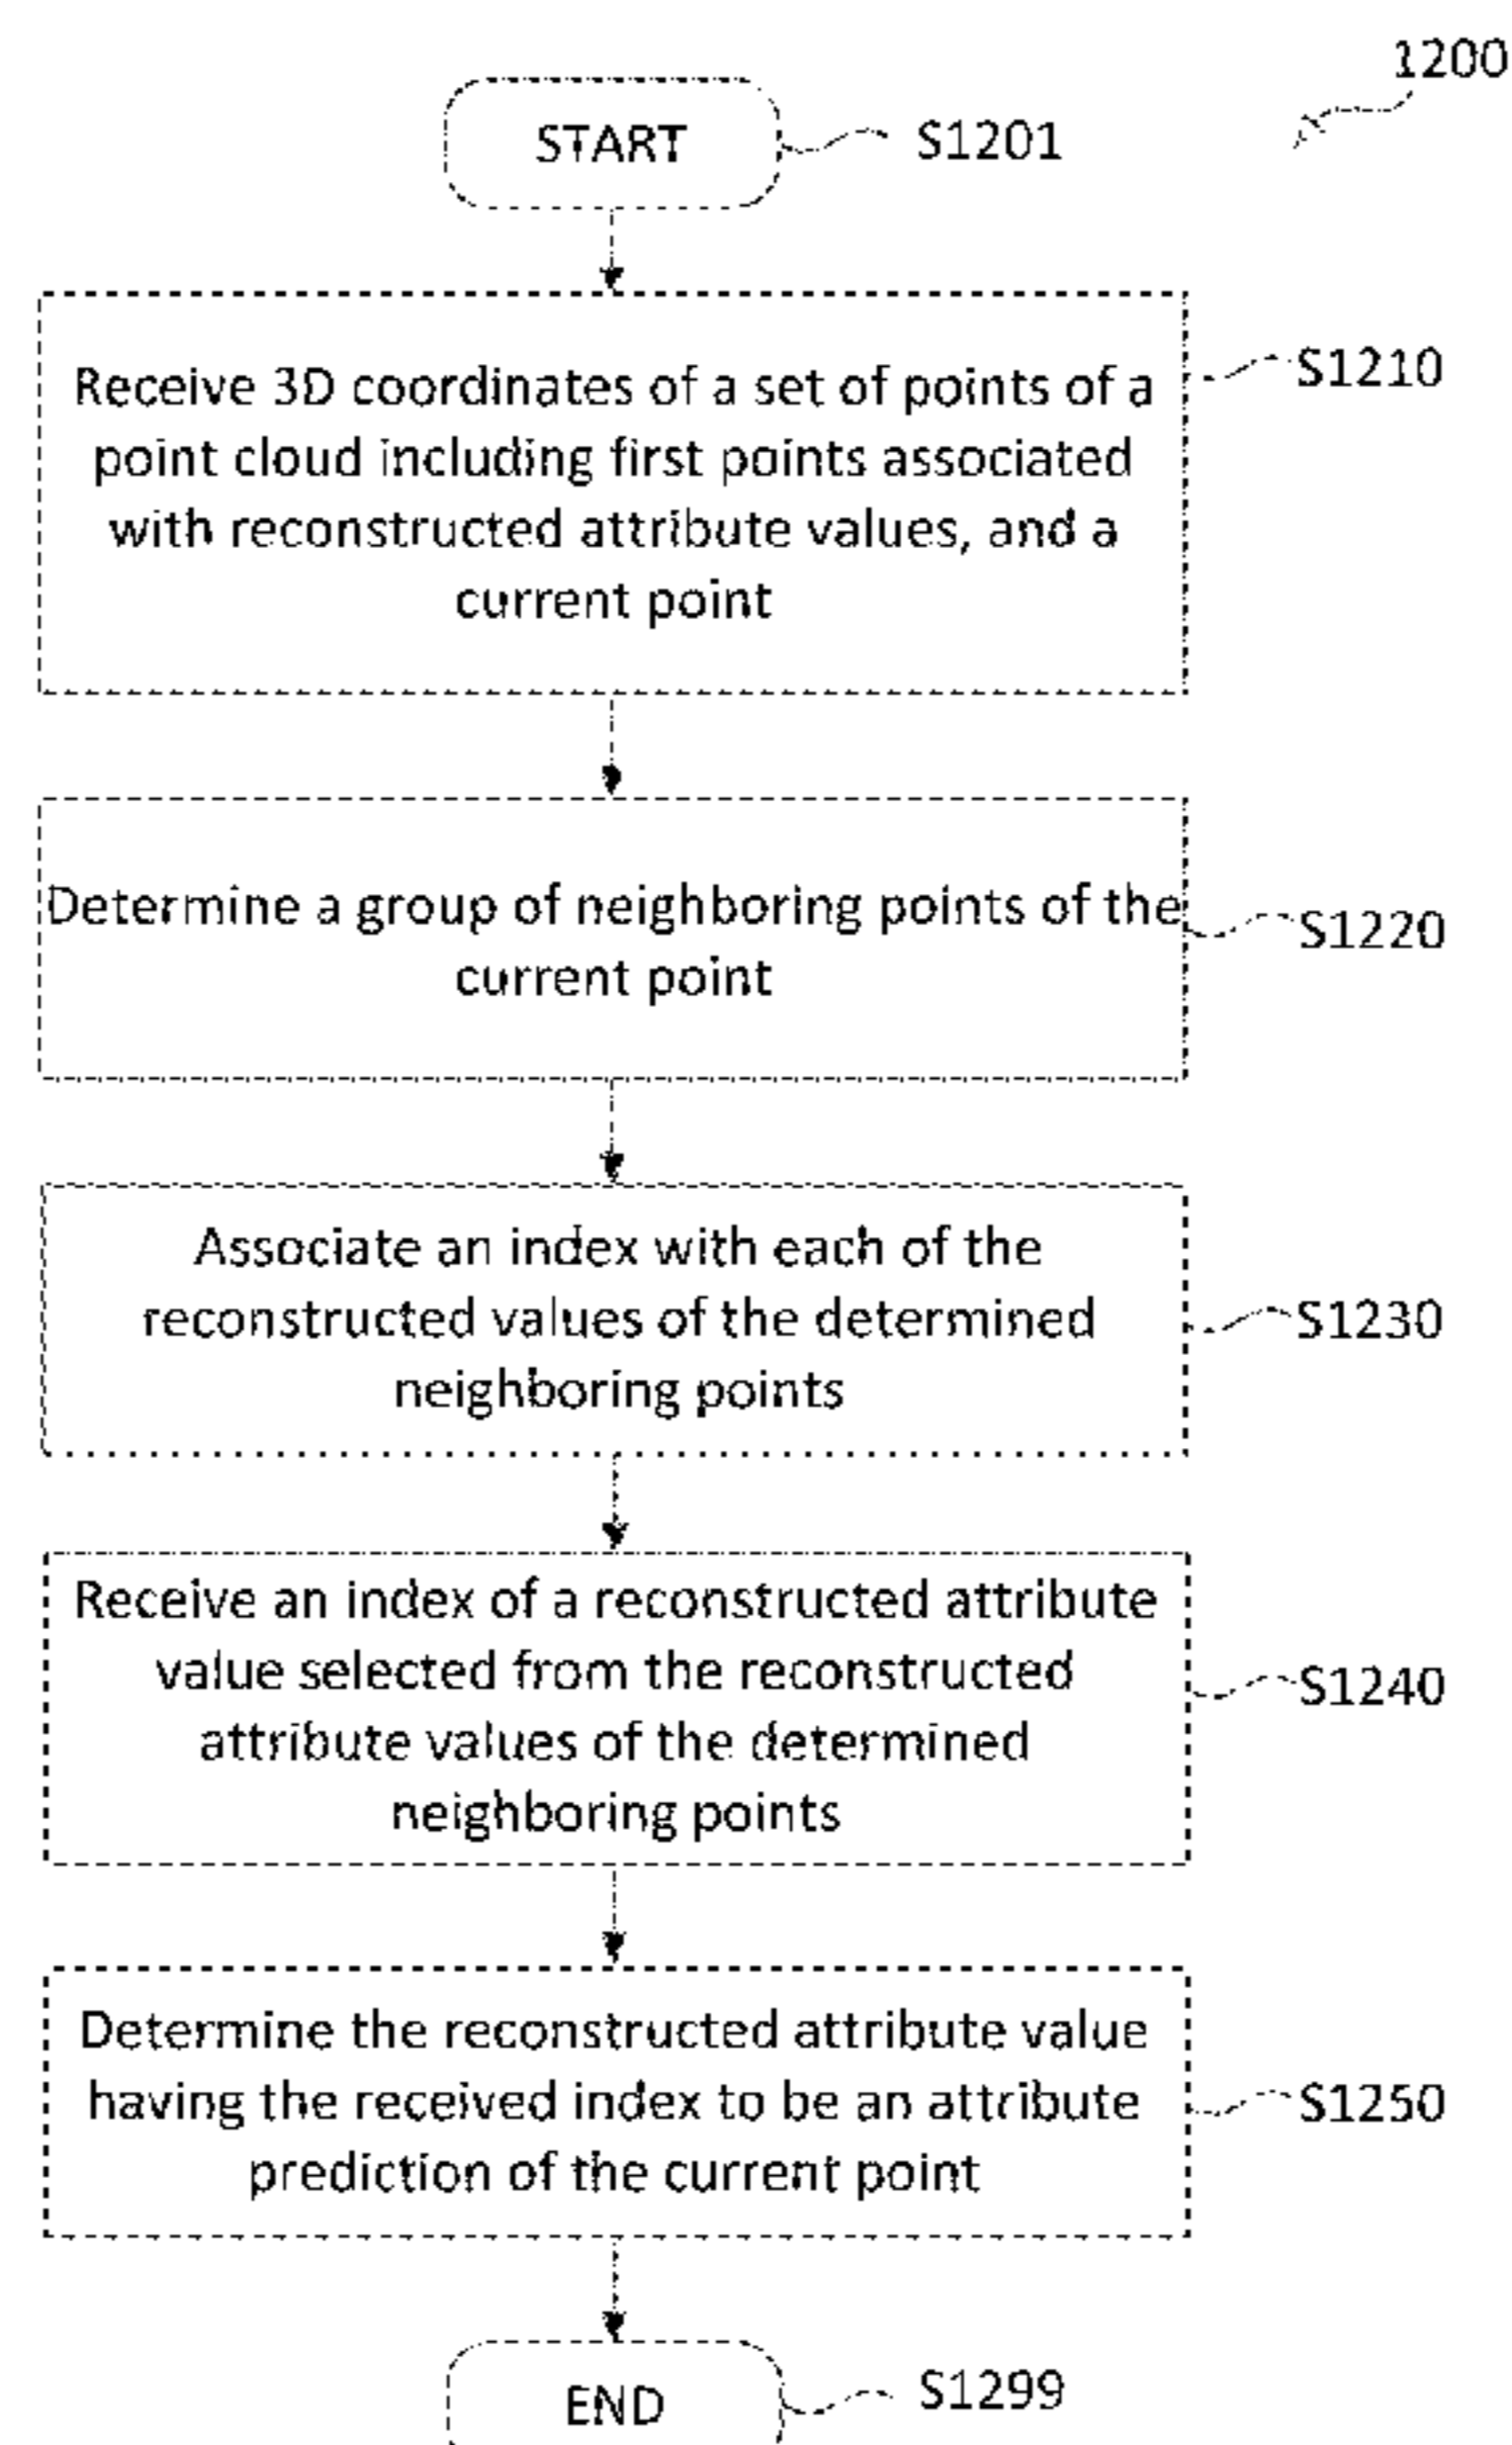 1200
START
S1201
Receive 3D coordinates of a set of points of a
point cloud including first points associated
with reconstructed attribute values, and a
current point
S1210
Determine a group of neighboring points of the
current point
S1220
Associate an index with each of the
reconstructed values of the determined
neighboring points
S1230
Receive an index of a reconstructed attribute
value selected from the reconstructed
attribute values of the determined
neighboring points
S1240
Determine the reconstructed attribute value
having the received index to be an attribute
prediction of the current point
S1250
END
S1299